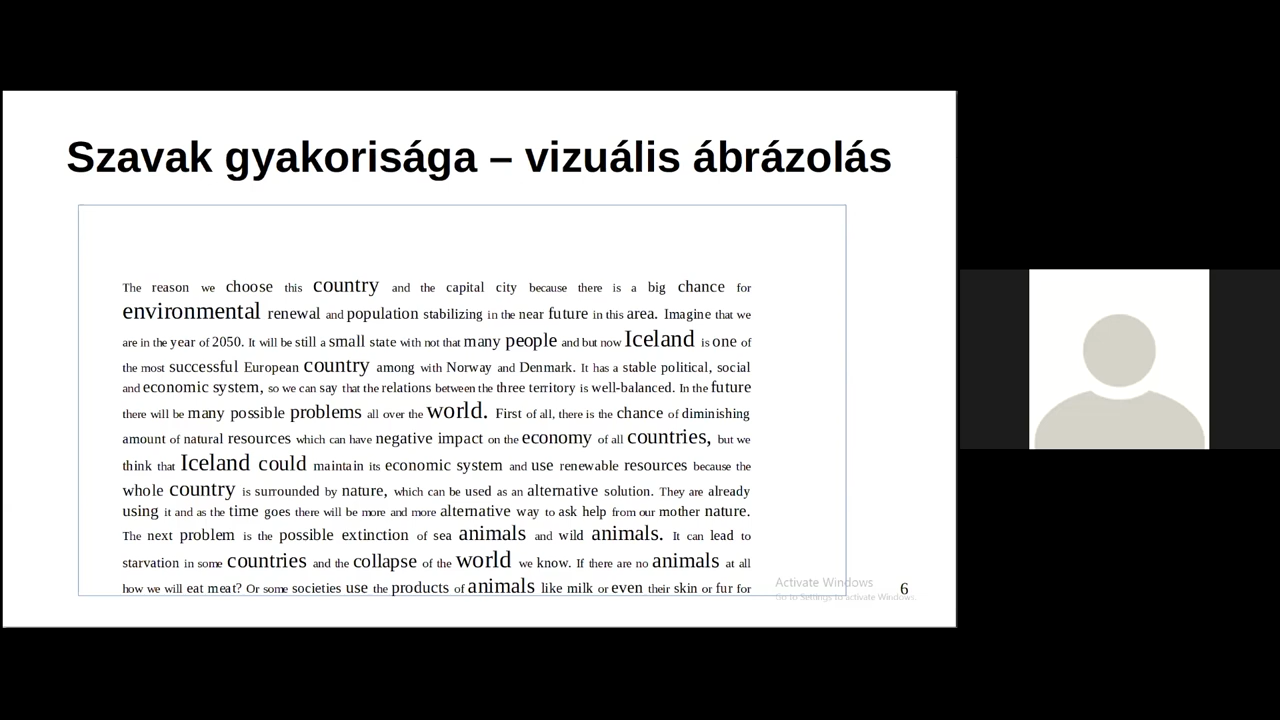 Szavak gyakorisága – vizuális ábrázolás
The reason we choose this country and the capital city because there is a big chance for
environmental renewal and population stabilizing in the near future in this area. Imagine that we
are in the year of 2050. It will be still a small state with not that many people and but now Iceland is one of
the most successful European country among with Norway and Denmark. It has a stable political, social
and economic system, so we can say that the relations between the three territory is well-balanced. In the future
there will be many possible problems all over the world. First of all, there is the chance of diminishing
amount of natural resources which can have negative impact on the economy of all countries, but we
think that Iceland could maintain its economic system and use renewable resources because the
whole country is surrounded by nature, which can be used as an alternative solution. They are already
using it and as the time goes there will be more and more alternative way to ask help from our mother nature.
The next problem is the possible extinction of sea animals and wild animals. It can lead to
starvation in some countries and the collapse of the world we know. If there are no animals at all
how we will eat meat? Or some societies use the products of animals like milk or even their skin or fur for
Activate Windows
Go to Settings to activate Windows.
6